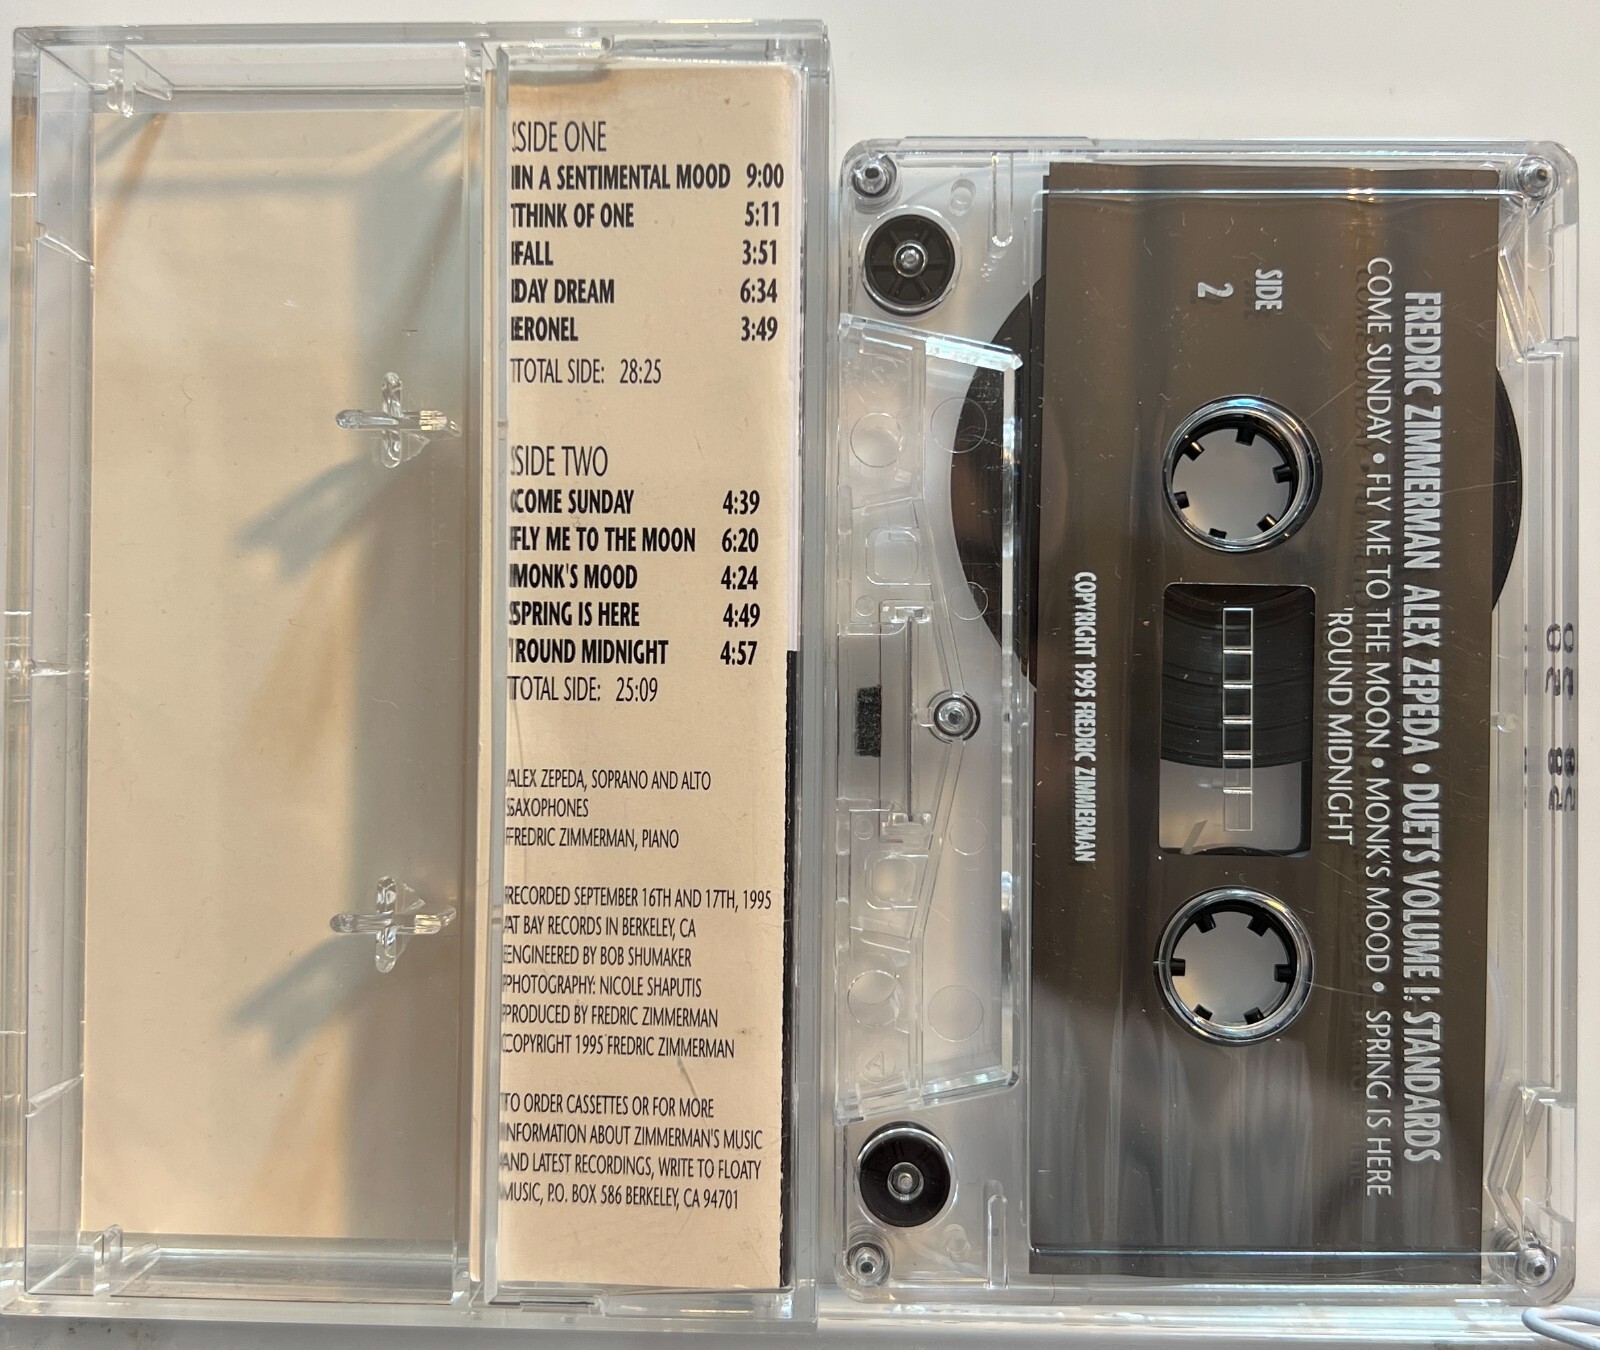 SIDE ONE
IN A SENTIMENTAL MOOD 9:00
THINK OF ONE 5:11
FALL 3:51
DAY DREAM 6:34
ERONEL 3:49
TOTAL SIDE: 28:25
SIDE TWO
COME SUNDAY 4:39
FLY ME TO THE MOON 6:20
MONK'S MOOD 4:24
SPRING IS HERE 4:49
'ROUND MIDNIGHT 4:57
TOTAL SIDE: 25:09
ALEX ZEPEDA, SOPRANO AND ALTO
SAXOPHONES
FREDRIC ZIMMERMAN, PIANO
RECORDED SEPTEMBER 16TH AND 17TH, 1995
AT BAY RECORDS IN BERKELEY, CA
ENGINEERED BY BOB SHUMAKER
PHOTOGRAPHY: NICOLE SHAPUTIS
PRODUCED BY FREDRIC ZIMMERMAN
COPYRIGHT 1995 FREDRIC ZIMMERMAN
TO ORDER CASSETTES OR FOR MORE
INFORMATION ABOUT ZIMMERMAN'S MUSIC
AND LATEST RECORDINGS, WRITE TO FLOATY
MUSIC, P.O. BOX 586 BERKELEY, CA 94701
FREDRIC ZIMMERMAN ALEX ZEPEDA • DUETS VOLUME I: STANDARDS
COME SUNDAY • FLY ME TO THE MOON • MONK'S MOOD • SPRING IS HERE
'ROUND MIDNIGHT
SIDE
2
COPYRIGHT 1995 FREDRIC ZIMMERMAN